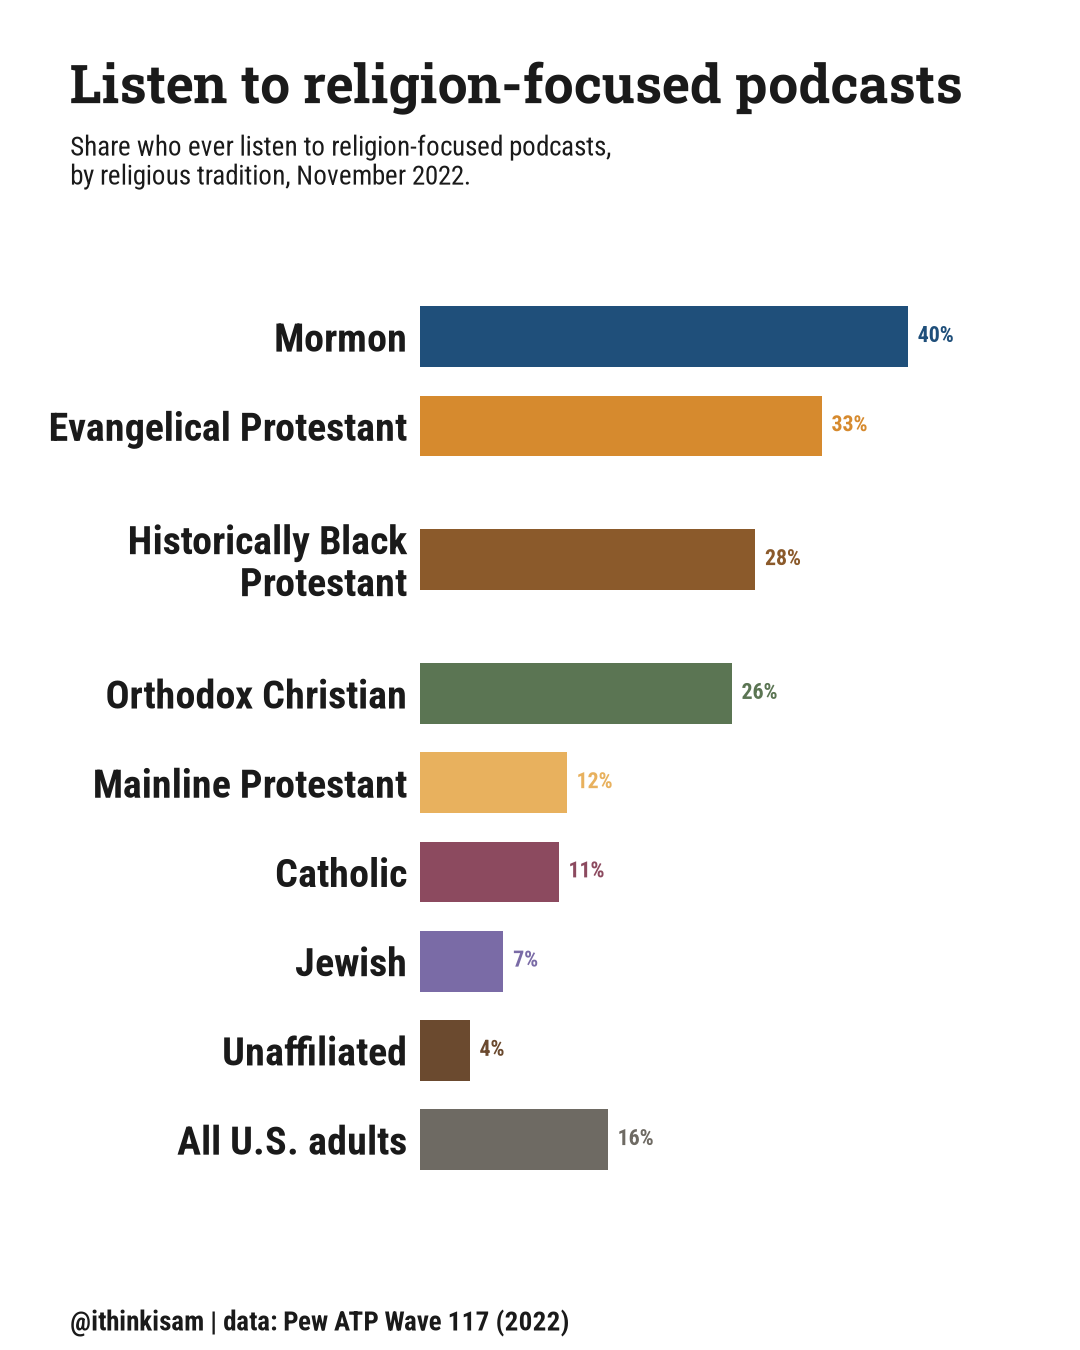 Listen to religion-focused podcasts
Share who ever listen to religion-focused podcasts,
by religious tradition, November 2022.
Mormon 40%
Evangelical Protestant 33%
Historically Black
Protestant 28%
Orthodox Christian 26%
Mainline Protestant 12%
Catholic 11%
Jewish 7%
Unaffiliated 4%
All U.S. adults 16%
@ithinkisam | data: Pew ATP Wave 117 (2022)